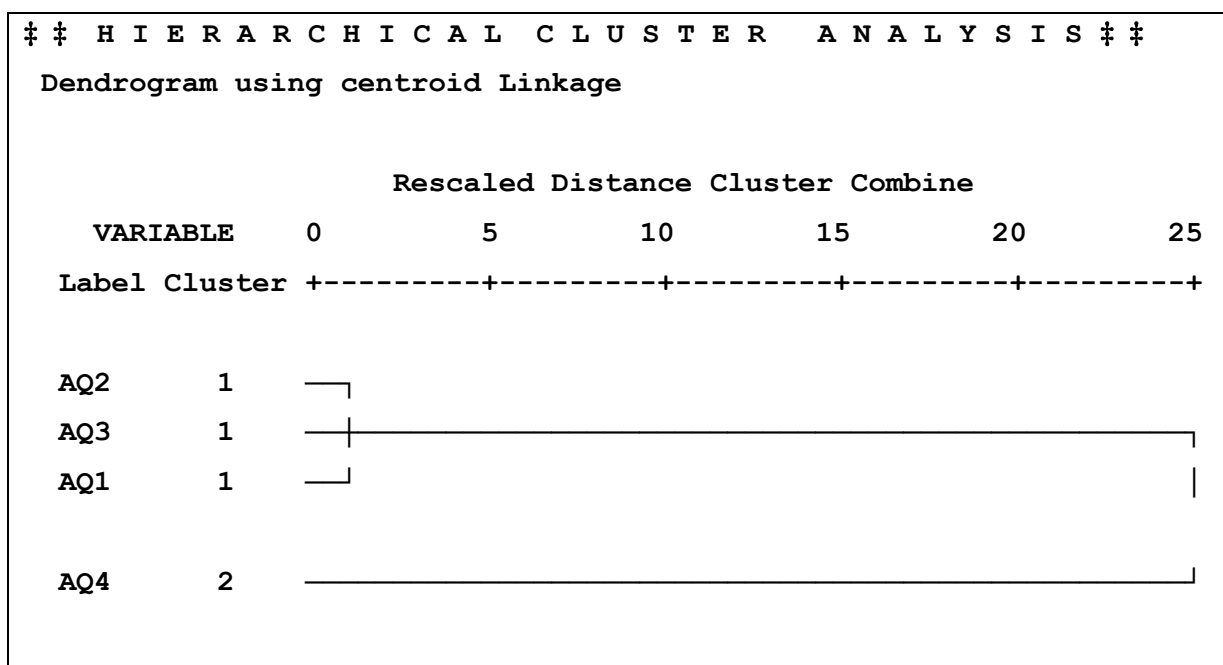 ‡ ‡ H I E R A R C H I C A L C L U S T E R A N A L Y S I S ‡ ‡
Dendrogram using centroid Linkage
Rescaled Distance Cluster Combine
VARIABLE 0 5 10 15 20 25
Label Cluster +---------+---------+---------+---------+---------+
AQ2 1
AQ3 1
AQ1 1
AQ4 2